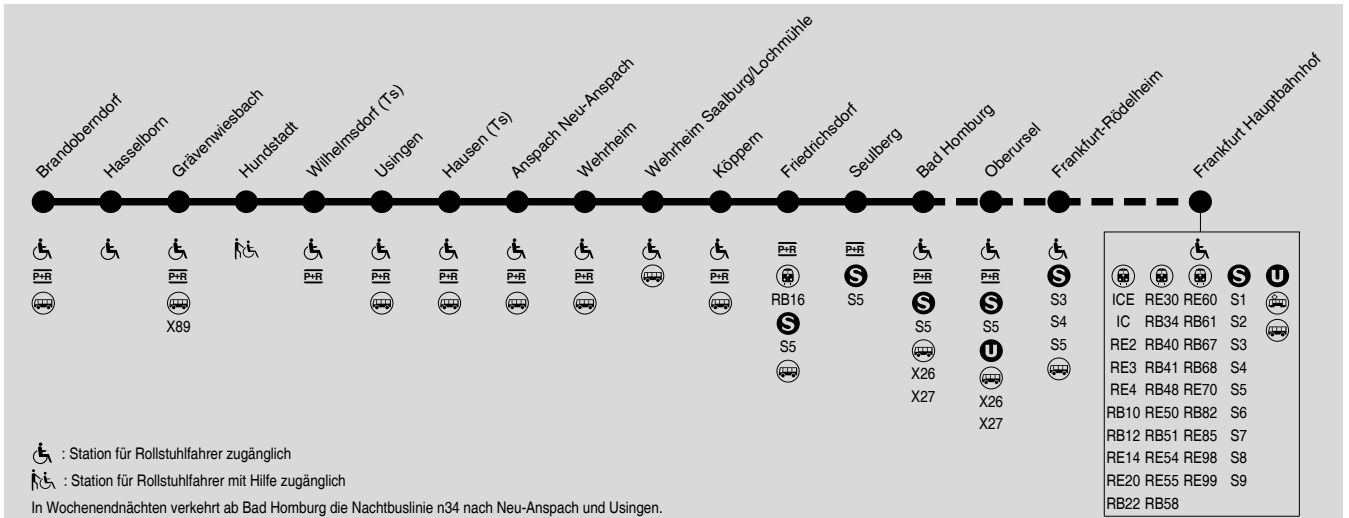 Brandoberndorf
Hasselborn
Grävenwiesbach
Hundstadt
Wilhelmsdorf (Ts)
Usingen
Hausen (Ts)
Anspach Neu-Anspach
Wehrheim
Wehrheim Saalburg/Lochmühle
Köppern
Friedrichsdorf
Seulberg
Bad Homburg
Oberursel
Frankfurt-Rödelheim
Frankfurt Hauptbahnhof
P+R
P+R
X89
P+R
P+R
P+R
P+R
P+R
P+R
P+R
RB16
S
S5
P+R
S
S5
P+R
S
S5
X26
X27
P+R
S
S5
U
X26
X27
S
S3
S4
S5
S U
ICE RE30 RE60 S1
IC RB34 RB61 S2
RE2 RB40 RB67 S3
RE3 RB41 RB68 S4
RE4 RB48 RE70 S5
RB10 RE50 RB82 S6
RB12 RB51 RE85 S7
RE14 RE54 RE98 S8
RE20 RE55 RE99 S9
RB22 RB58
: Station für Rollstuhlfahrer zugänglich
: Station für Rollstuhlfahrer mit Hilfe zugänglich
In Wochenendnächten verkehrt ab Bad Homburg die Nachtbuslinie n34 nach Neu-Anspach und Usingen.